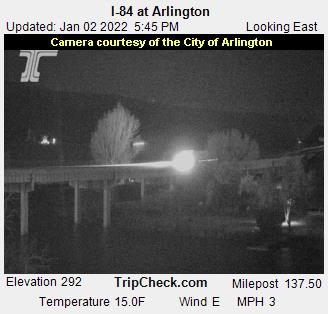 I-84 at Arlington
Updated: Jan 02 2022 5:45 PM Looking East
Camera courtesy of the City of Arlington
Elevation 292 TripCheck.com Milepost 137.50
Temperature 15.0F Wind E MPH 3